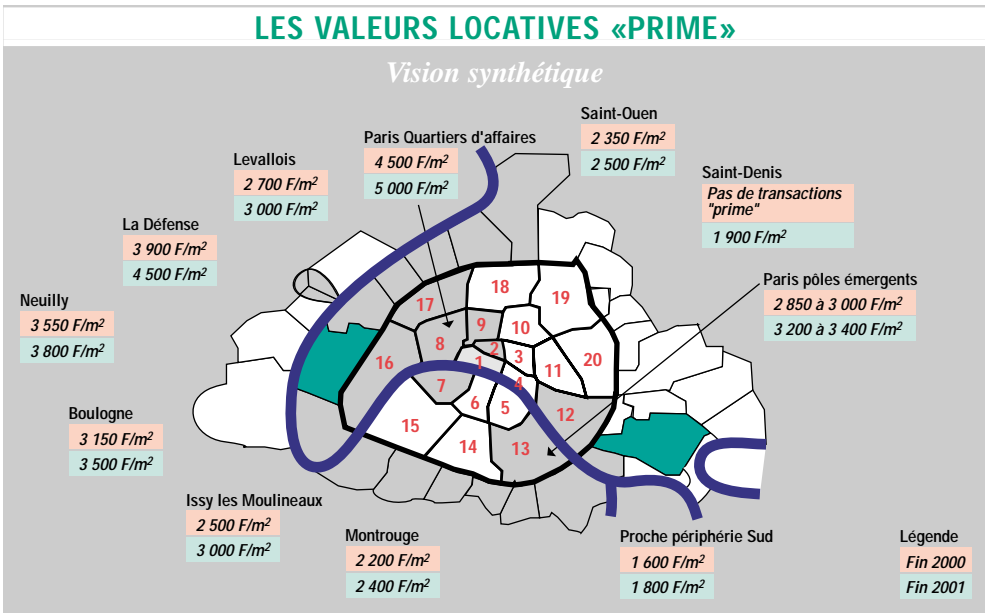 LES VALEURS LOCATIVES «PRIME»
Vision synthétique
Saint-Ouen
2 350 F/m²
2 500 F/m²
Paris Quartiers d'affaires
4 500 F/m²
5 000 F/m²
Levallois
2 700 F/m²
3 000 F/m²
Saint-Denis
Pas de transactions
"prime"
1 900 F/m²
La Défense
3 900 F/m²
4 500 F/m²
Paris pôles émergents
2 850 à 3 000 F/m²
3 200 à 3 400 F/m²
Neuilly
3 550 F/m²
3 800 F/m²
17
18
19
8
9
10
16
7
1
2
3
4
11
20
15
6
5
12
14
13
Boulogne
3 150 F/m²
3 500 F/m²
Issy les Moulineaux
2 500 F/m²
3 000 F/m²
Montrouge
2 200 F/m²
2 400 F/m²
Proche périphérie Sud
1 600 F/m²
1 800 F/m²
Légende
Fin 2000
Fin 2001